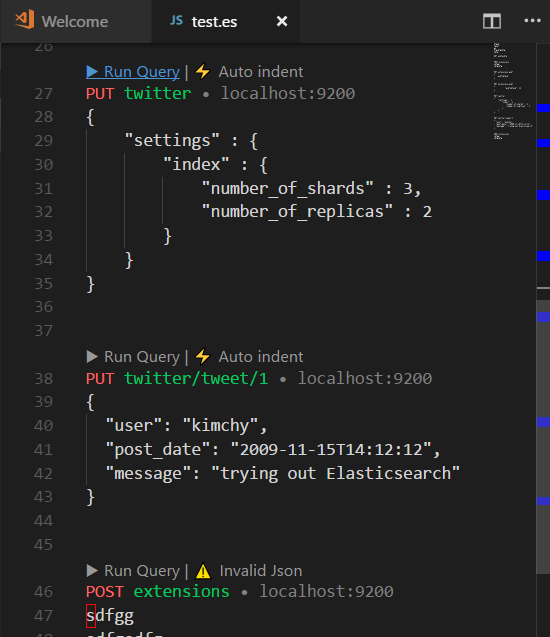 Welcome
JS test.es ×
26
▶ Run Query | ⚡ Auto indent
27 PUT twitter • localhost:9200
28 {
29 "settings" : {
30 "index" : {
31 "number_of_shards" : 3,
32 "number_of_replicas" : 2
33 }
34 }
35 }
36
37
▶ Run Query | ⚡ Auto indent
38 PUT twitter/tweet/1 • localhost:9200
39 {
40 "user": "kimchy",
41 "post_date": "2009-11-15T14:12:12",
42 "message": "trying out Elasticsearch"
43 }
44
45
▶ Run Query | ⚠ Invalid Json
46 POST extensions • localhost:9200
47 sdfgg
48